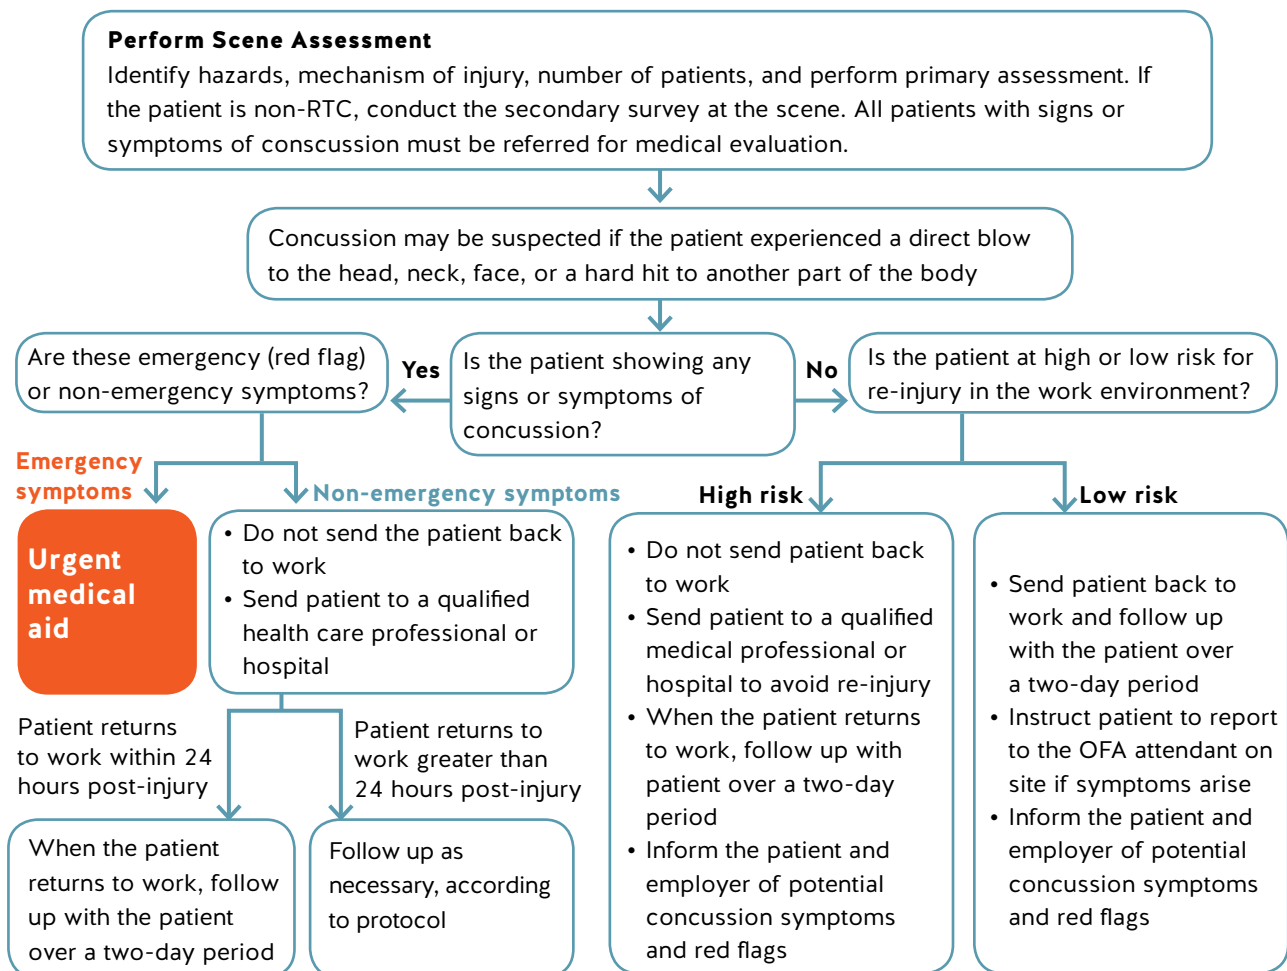 Perform Scene Assessment
Identify hazards, mechanism of injury, number of patients, and perform primary assessment. If
the patient is non-RTC, conduct the secondary survey at the scene. All patients with signs or
symptoms of conscussion must be referred for medical evaluation.
Concussion may be suspected if the patient experienced a direct blow
to the head, neck, face, or a hard hit to another part of the body
Are these emergency (red flag)
or non-emergency symptoms?
Yes
Is the patient showing any
signs or symptoms of
concussion?
No
Is the patient at high or low risk for
re-injury in the work environment?
Emergency
symptoms
Non-emergency symptoms
High risk
Low risk
Urgent
medical
aid
• Do not send the patient back
to work
• Send patient to a qualified
health care professional or
hospital
Patient returns
to work within 24
hours post-injury
Patient returns to
work greater than
24 hours post-injury
When the patient
returns to work, follow
up with the patient
over a two-day period
Follow up as
necessary, according
to protocol
• Do not send patient back
to work
• Send patient to a qualified
medical professional or
hospital to avoid re-injury
• When the patient returns
to work, follow up with
patient over a two-day
period
• Inform the patient and
employer of potential
concussion symptoms
and red flags
• Send patient back to
work and follow up
with the patient over
a two-day period
• Instruct patient to report
to the OFA attendant on
site if symptoms arise
• Inform the patient and
employer of potential
concussion symptoms
and red flags